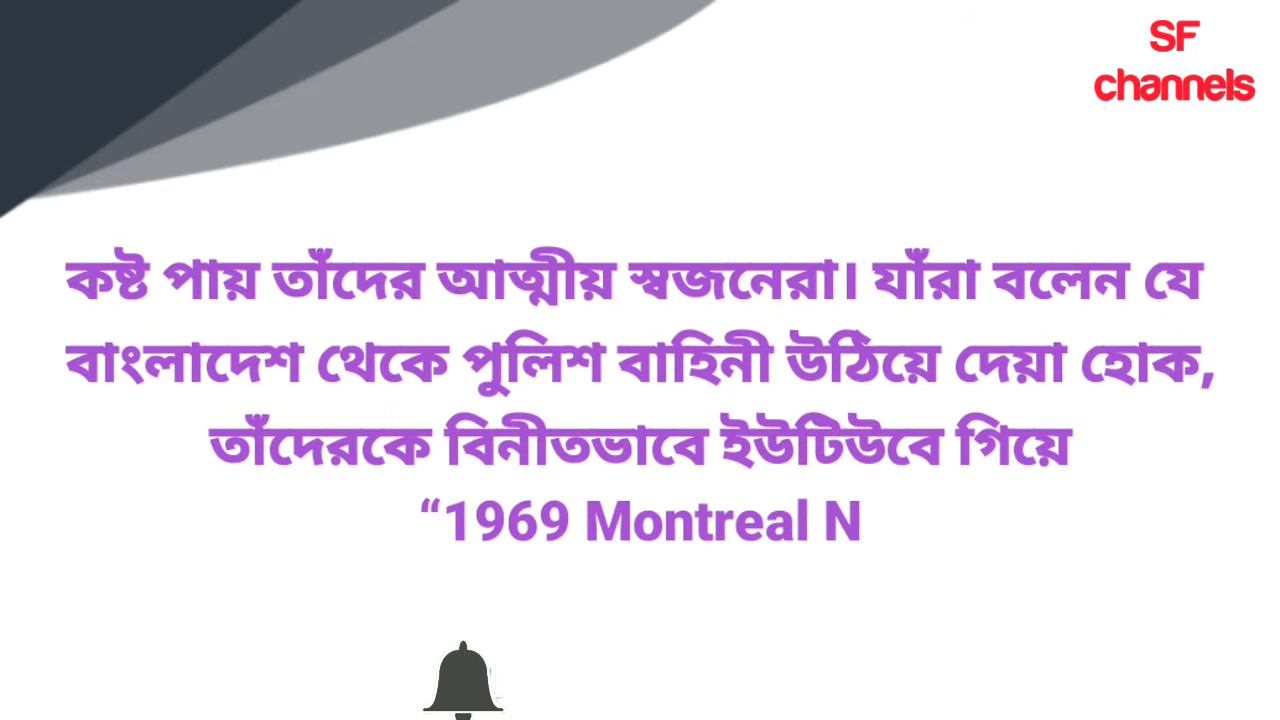 SF
channels
কষ্ট পায় তাঁদের আত্মীয় স্বজনেরা। যাঁরা বলেন যে
বাংলাদেশ থেকে পুলিশ বাহিনী উঠিয়ে দেয়া হোক,
তাঁদেরকে বিনীতভাবে ইউটিউবে গিয়ে
“1969 Montreal N